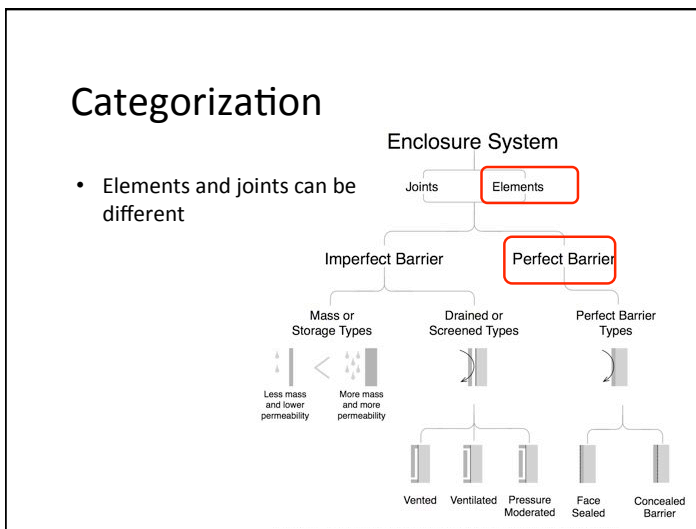 Categorization
• Elements and joints can be
different
Enclosure System
Joints
Elements
Imperfect Barrier
Perfect Barrier
Mass or
Storage Types
Drained or
Screened Types
Perfect Barrier
Types
Less mass
and lower
permeability
More mass
and more
permeability
Vented
Ventilated
Pressure
Moderated
Face
Sealed
Concealed
Barrier